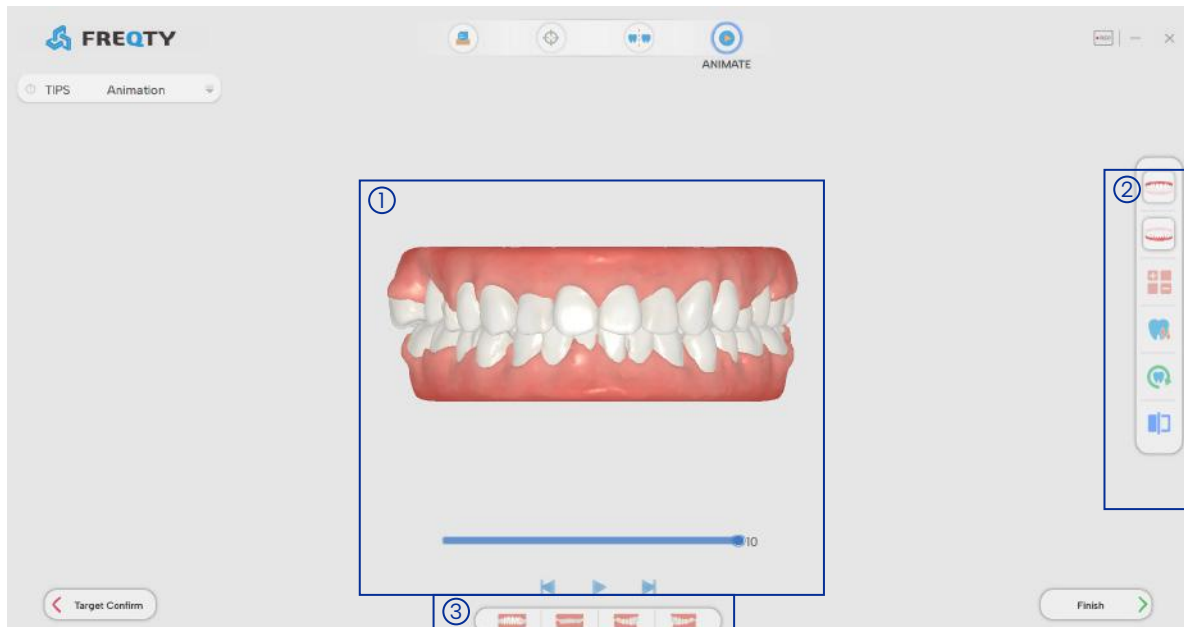 FREQTY
ANIMATE
TIPS Animation
①
②
10
③
Target Confirm
Finish